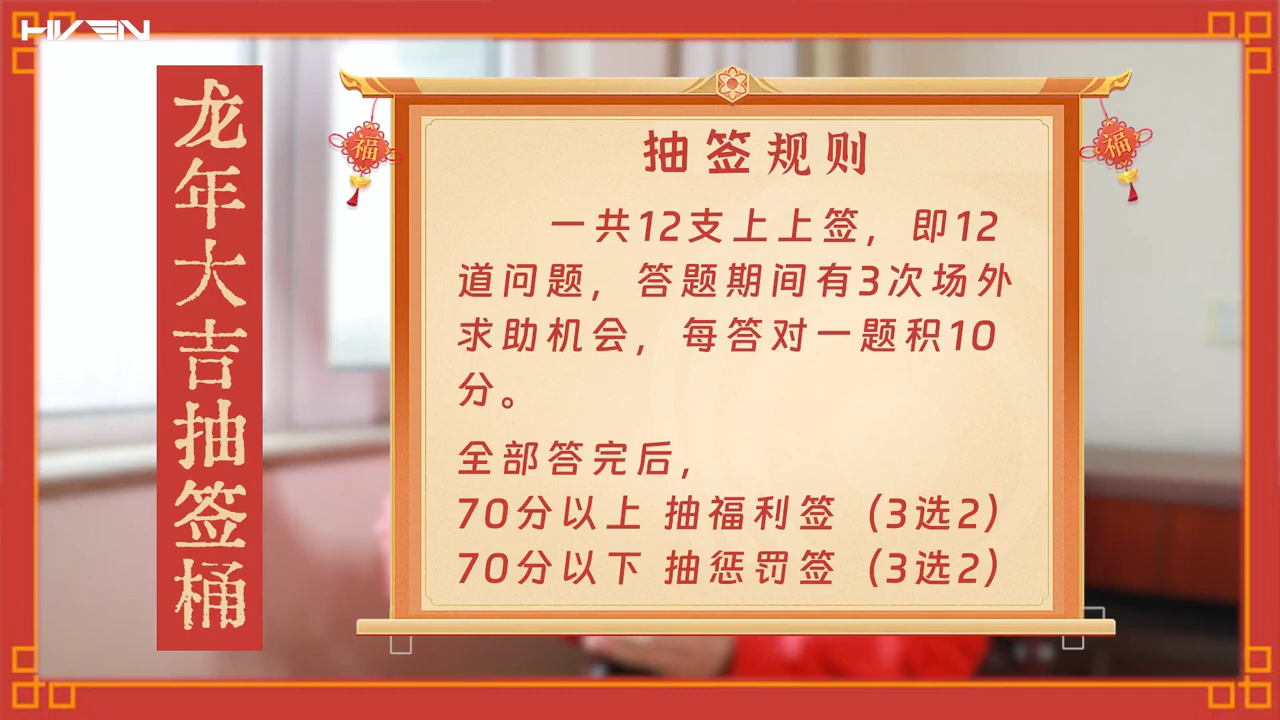 HIVEN
龙年大吉抽签桶
福
福
抽签规则
一共12支上上签，即12
道问题，答题期间有3次场外
求助机会，每答对一题积10
分。
全部答完后，
70分以上 抽福利签（3选2）
70分以下 抽惩罚签（3选2）